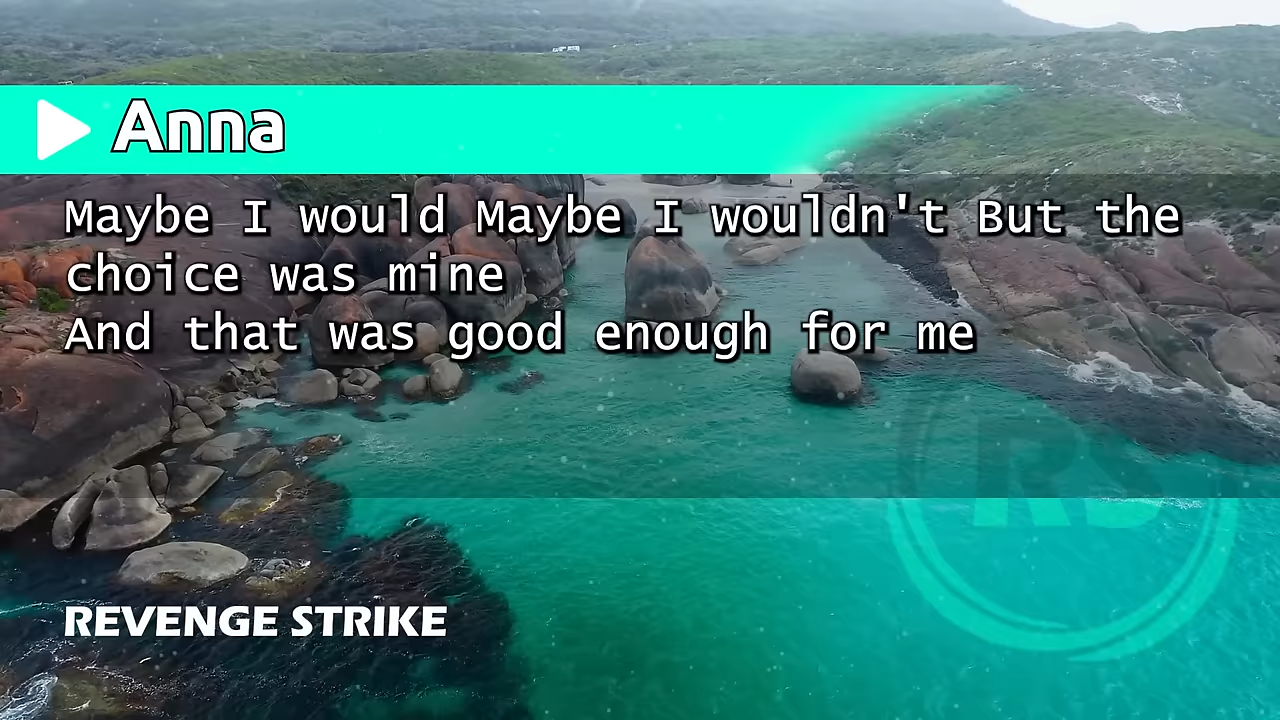 Anna
Maybe I would Maybe I wouldn't But the
choice was mine
And that was good enough for me
RS
REVENGE STRIKE